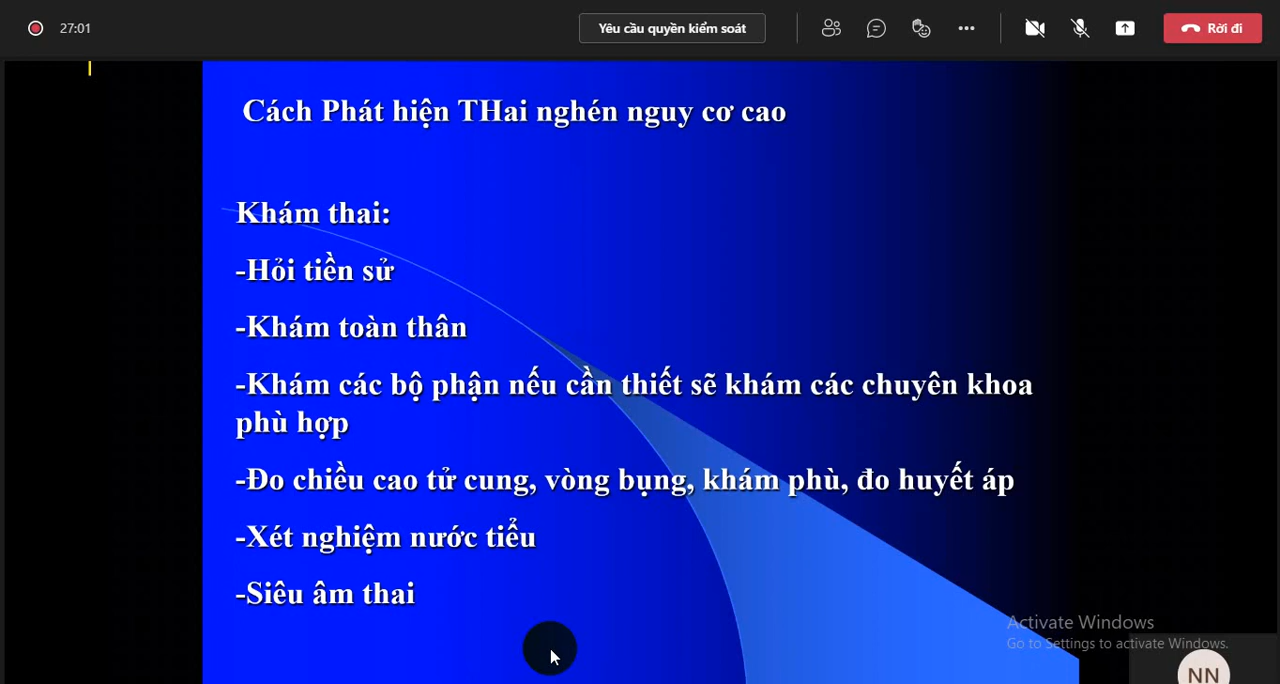 27:01
Yêu cầu quyền kiểm soát
Rời đi
Cách Phát hiện THai nghén nguy cơ cao
Khám thai:
-Hỏi tiền sử
-Khám toàn thân
-Khám các bộ phận nếu cần thiết sẽ khám các chuyên khoa
phù hợp
-Đo chiều cao tử cung, vòng bụng, khám phù, đo huyết áp
-Xét nghiệm nước tiểu
-Siêu âm thai
Activate Windows
Go to Settings to activate Windows.
NN